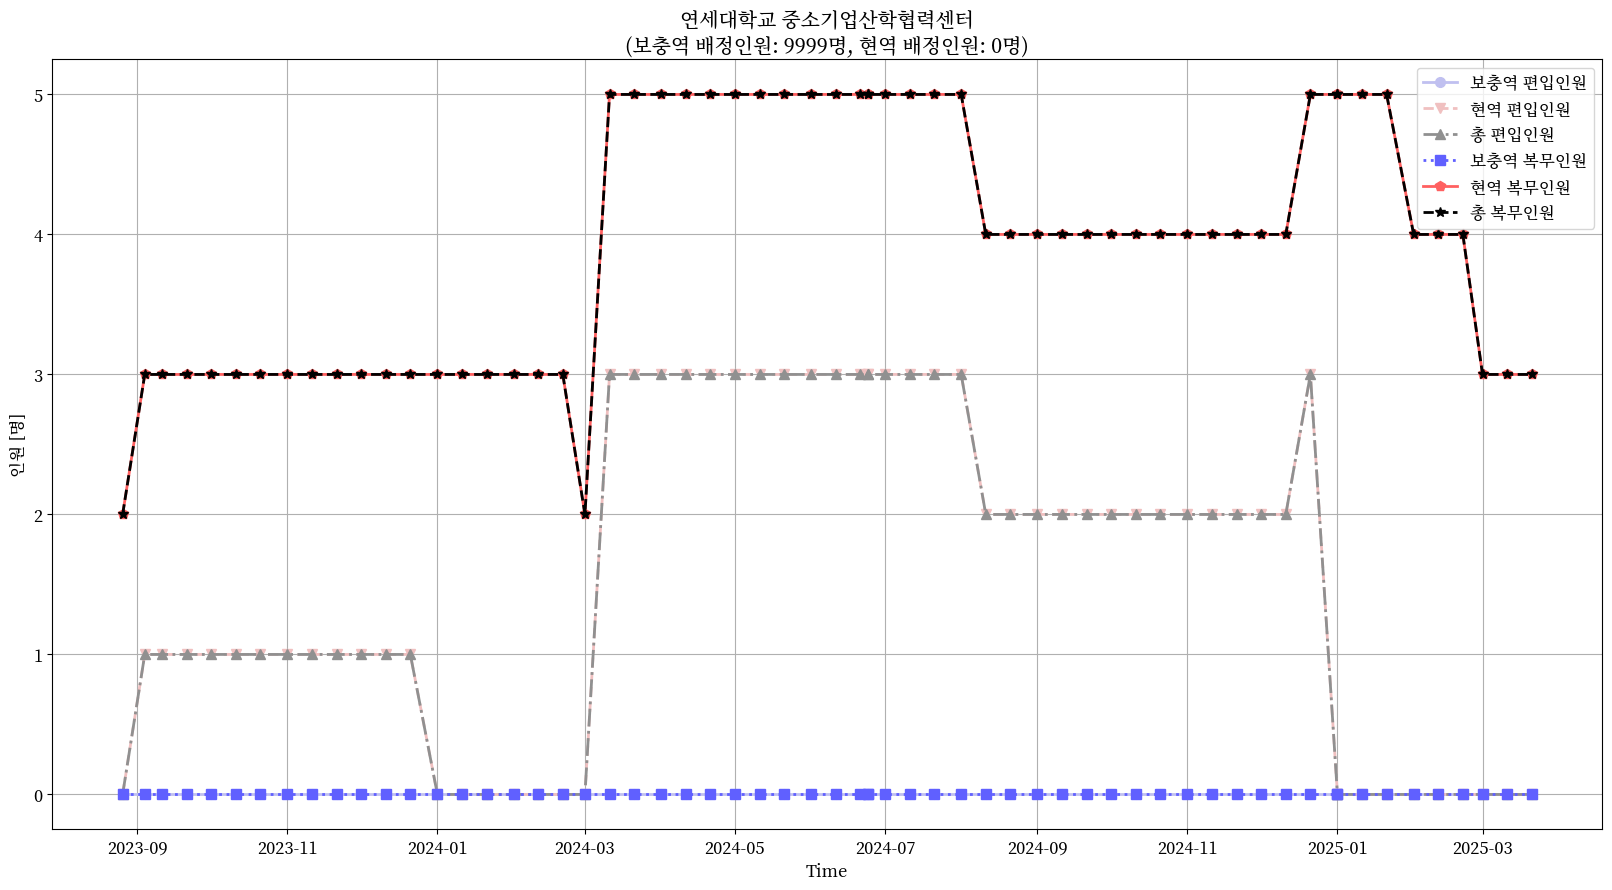 연세대학교 중소기업산학협력센터
(보충역 배정인원: 9999명, 현역 배정인원: 0명)
보충역 편입인원
현역 편입인원
총 편입인원
보충역 복무인원
현역 복무인원
총 복무인원
인원 [명]
5
4
3
2
1
0
2023-09 2023-11 2024-01 2024-03 2024-05 2024-07 2024-09 2024-11 2025-01 2025-03
Time